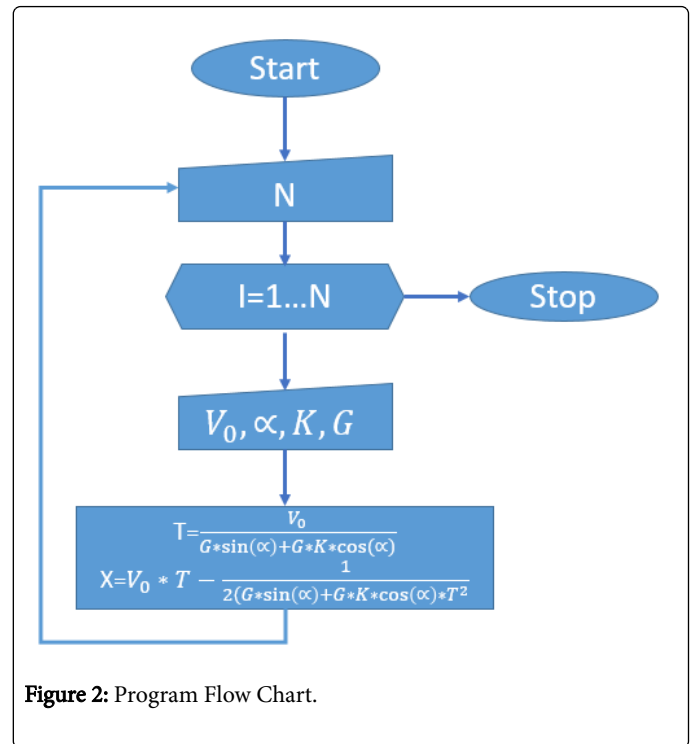 Start
N
I=1...N
Stop
V₀, ∝, K, G
T=V₀/(G∗sin(∝)+G∗K∗cos(∝)
X=V₀ ∗ T − 1/(2(G∗sin(∝)+G∗K∗cos(∝)∗T²
Figure 2: Program Flow Chart.